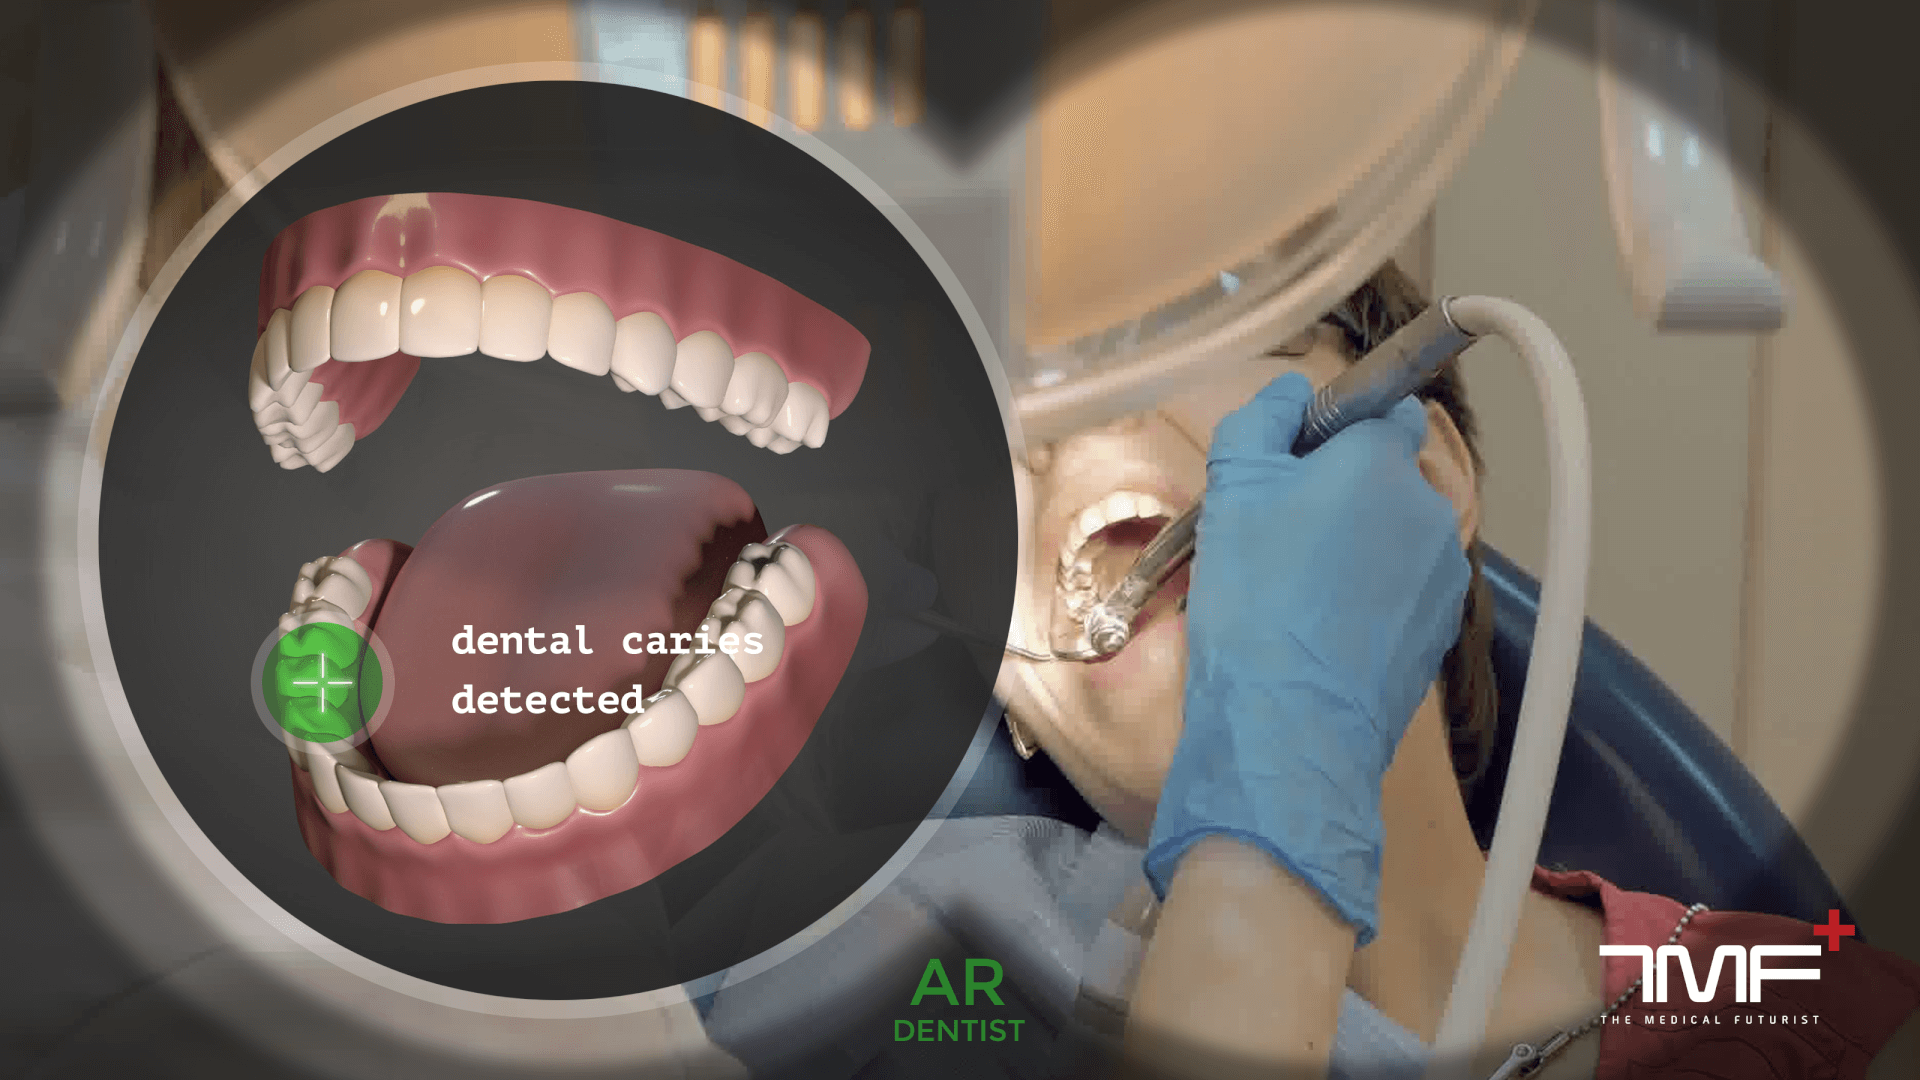 dental caries
detected
AR
DENTIST
TMF+
THE MEDICAL FUTURIST